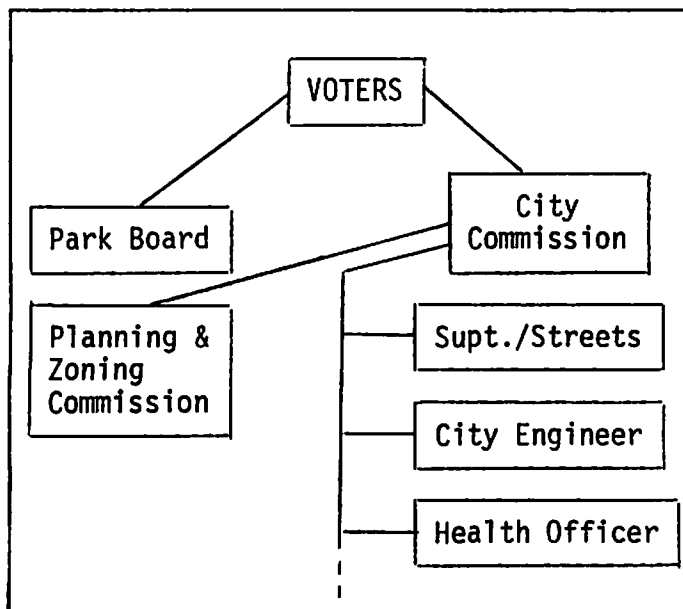 VOTERS
Park Board
City
Commission
Planning &
Zoning
Commission
Supt./Streets
City Engineer
Health Officer